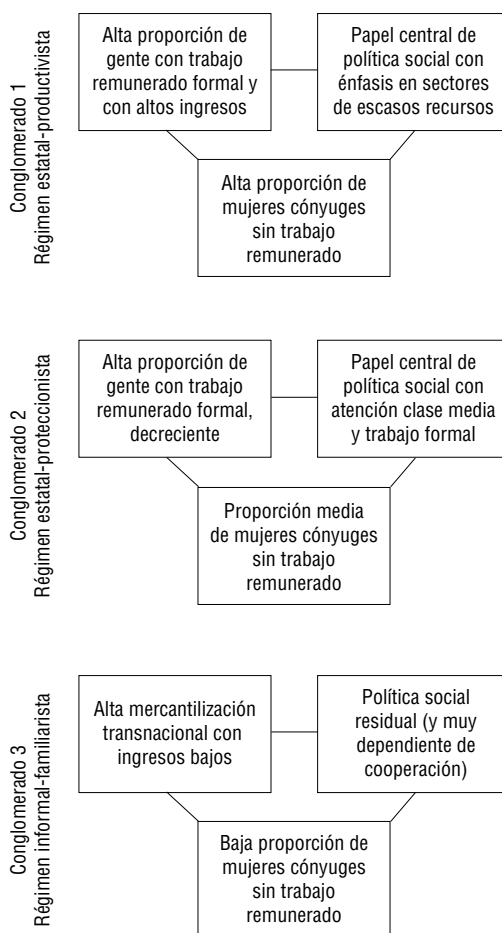 Conglomerado 1
Régimen estatal-productivista
Alta proporción de
gente con trabajo
remunerado formal y
con altos ingresos
Papel central de
política social con
énfasis en sectores
de escasos recursos
Alta proporción de
mujeres cónyuges
sin trabajo
remunerado
Conglomerado 2
Régimen estatal-proteccionista
Alta proporción de
gente con trabajo
remunerado formal,
decreciente
Papel central de
política social con
atención clase media
y trabajo formal
Proporción media
de mujeres cónyuges
sin trabajo
remunerado
Conglomerado 3
Régimen informal-familiarista
Alta mercantilización
transnacional con
ingresos bajos
Política social
residual (y muy
dependiente de
cooperación)
Baja proporción de
mujeres cónyuges
sin trabajo
remunerado